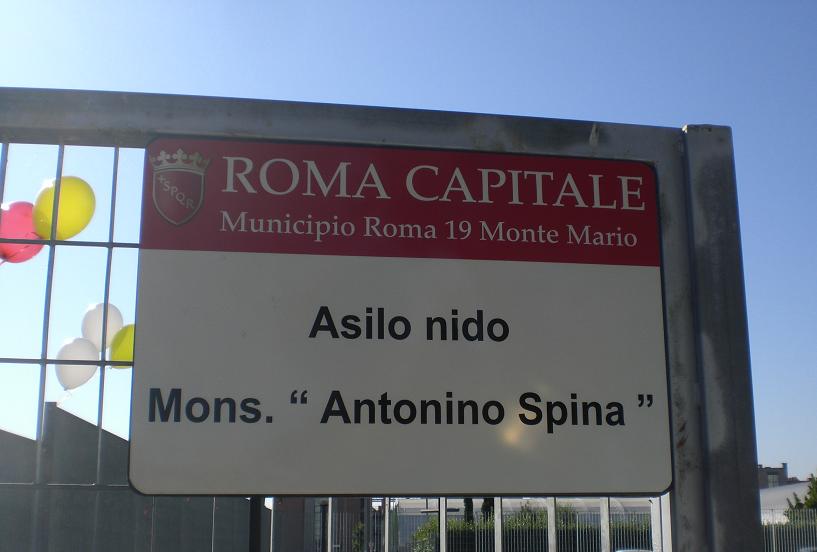 SPQR
ROMA CAPITALE
Municipio Roma 19 Monte Mario
Asilo nido
Mons. “ Antonino Spina ”